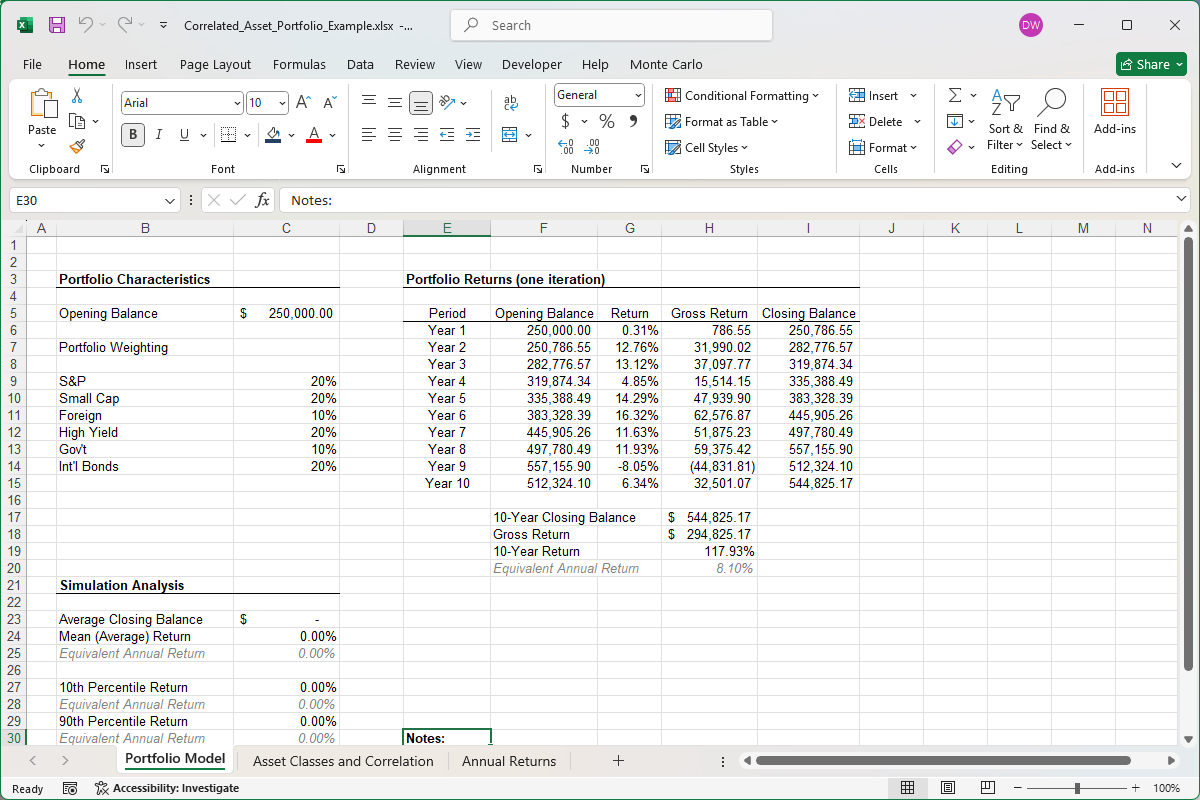 Correlated_Asset_Portfolio_Example.xlsx -...
Search
DW
File Home Insert Page Layout Formulas Data Review View Developer Help Monte Carlo
Share
Paste
Clipboard
Arial 10
B I U
A A
Font
ab
Alignment
General
$ % 9
.00 .00
Number
Conditional Formatting
Format as Table
Cell Styles
Styles
Insert
Delete
Format
Cells
Sort & Filter
Find & Select
Editing
Add-ins
Add-ins
E30 fx Notes:
A B C D E F G H I J K L M N
1
2
3 Portfolio Characteristics Portfolio Returns (one iteration)
4
5 Opening Balance $ 250,000.00 Period Opening Balance Return Gross Return Closing Balance
6 Year 1 250,000.00 0.31% 786.55 250,786.55
7 Portfolio Weighting Year 2 250,786.55 12.76% 31,990.02 282,776.57
8 Year 3 282,776.57 13.12% 37,097.77 319,874.34
9 S&P 20% Year 4 319,874.34 4.85% 15,514.15 335,388.49
10 Small Cap 20% Year 5 335,388.49 14.29% 47,939.90 383,328.39
11 Foreign 10% Year 6 383,328.39 16.32% 62,576.87 445,905.26
12 High Yield 20% Year 7 445,905.26 11.63% 51,875.23 497,780.49
13 Gov't 10% Year 8 497,780.49 11.93% 59,375.42 557,155.90
14 Int'l Bonds 20% Year 9 557,155.90 -8.05% (44,831.81) 512,324.10
15 Year 10 512,324.10 6.34% 32,501.07 544,825.17
16
17 10-Year Closing Balance $ 544,825.17
18 Gross Return $ 294,825.17
19 10-Year Return 117.93%
20 Equivalent Annual Return 8.10%
21 Simulation Analysis
22
23 Average Closing Balance $ -
24 Mean (Average) Return 0.00%
25 Equivalent Annual Return 0.00%
26
27 10th Percentile Return 0.00%
28 Equivalent Annual Return 0.00%
29 90th Percentile Return 0.00%
30 Equivalent Annual Return 0.00% Notes:
Portfolio Model Asset Classes and Correlation Annual Returns
Ready Accessibility: Investigate 100%